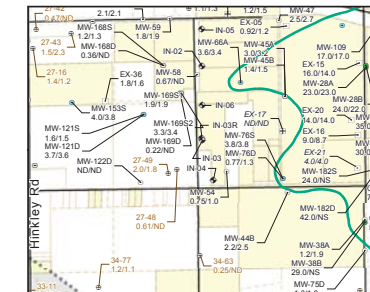 27-42
0.47/ND
2.1/2.1
MW-168S
1.2/1.3
MW-168D
0.36/ND
MW-59
1.8/1.9
IN-02
MW-58
0.67/ND
27-43
1.5/2.3
27-16
1.4/1.2
EX-36
1.8/1.6
MW-153S
4.0/3.8
MW-121S
1.6/1.5
MW-121D
3.7/3.6
MW-122D
ND/ND
MW-169S
1.9/1.9
MW-169S2
3.3/3.4
MW-169D
0.22/ND
27-49
2.0/1.8
27-48
0.61/ND
1.2/1.5
EX-05
0.92/1.2
IN-05
MW-66A
3.6/3.4
MW-45A
3.0/3.2
MW-45B
1.4/1.5
IN-06
IN-03R
MW-76S
3.8/3.8
MW-76D
0.77/1.3
IN-03
IN-04
MW-54
0.75/1.0
EX-17
ND/ND
MW-47
2.5/2.7
MW-109
17.0/17.0
EX-15
16.0/14.0
MW-28A
23.0/23.0
MW-28B
24.0/22.0
EX-20
14.0/14.0
EX-16
9.0/8.7
EX-21
4.0/4.0
MW-182S
24.0/NS
MW-182D
42.0/NS
MW-44B
2.2/2.5
MW-38A
1.2/1.9
MW-38B
29.0/NS
MW-75D
34-77
1.2/1.1
34-63
0.25/ND
33-11
Hinkley Rd